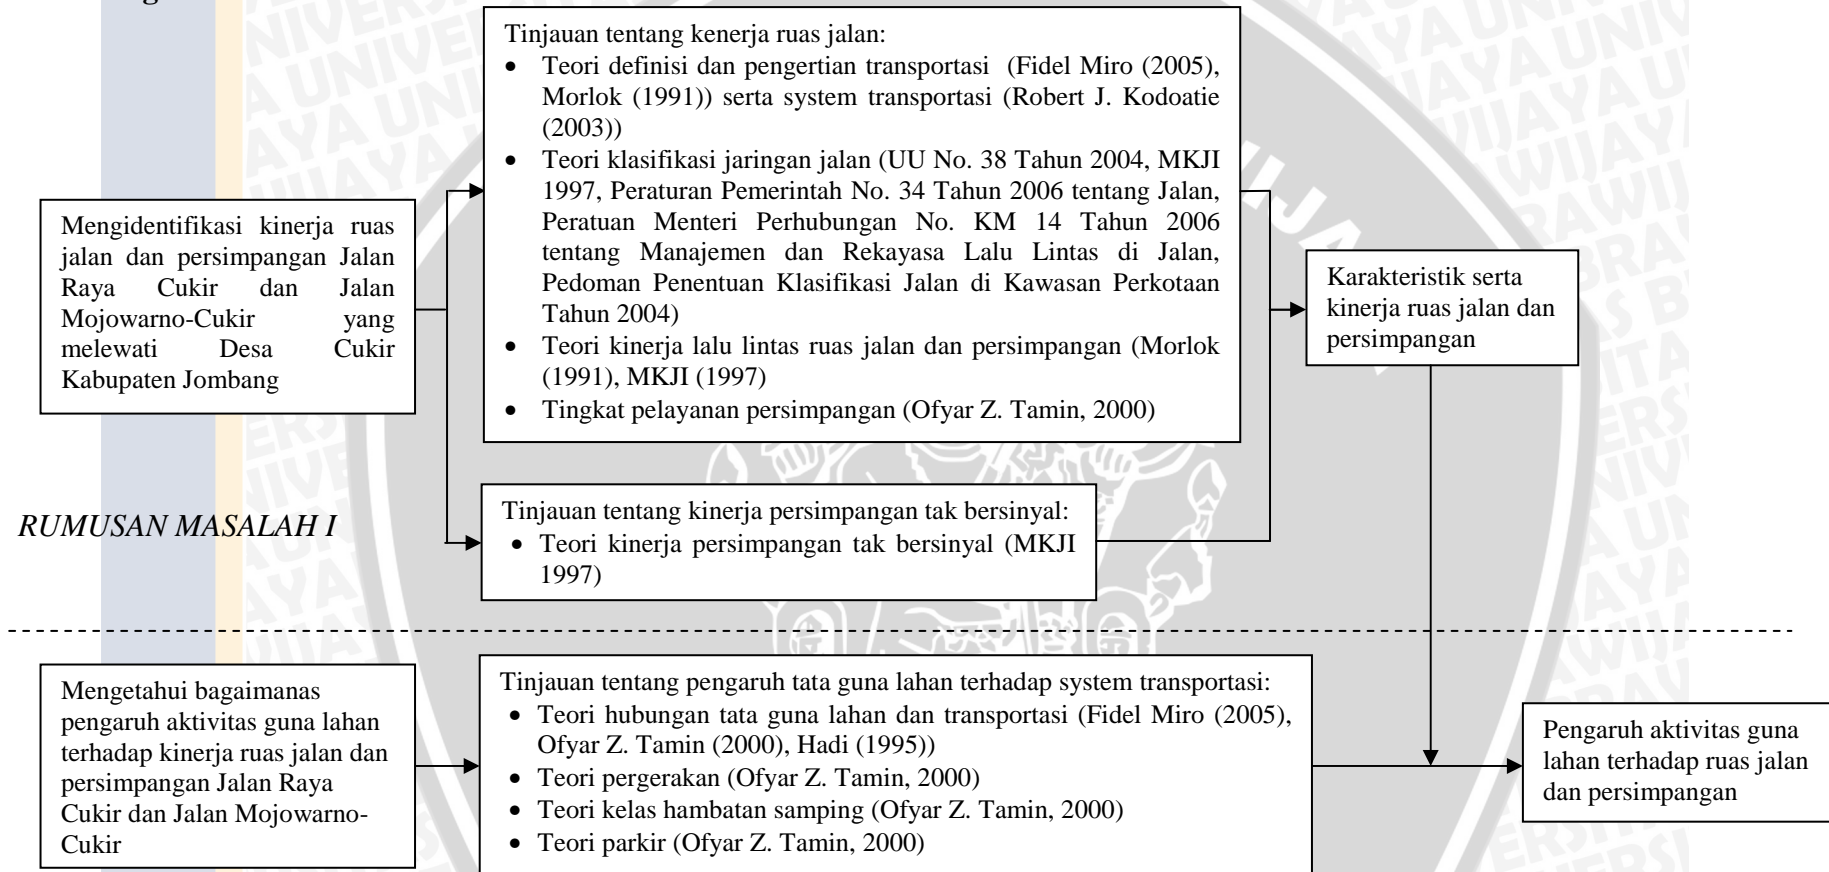 Mengidentifikasi kinerja ruas
jalan dan persimpangan Jalan
Raya Cukir dan Jalan
Mojowarno-Cukir yang
melewati Desa Cukir
Kabupaten Jombang
Tinjauan tentang kenerja ruas jalan:
• Teori definisi dan pengertian transportasi (Fidel Miro (2005),
Morlok (1991)) serta system transportasi (Robert J. Kodoatie
(2003))
• Teori klasifikasi jaringan jalan (UU No. 38 Tahun 2004, MKJI
1997, Peraturan Pemerintah No. 34 Tahun 2006 tentang Jalan,
Peratuan Menteri Perhubungan No. KM 14 Tahun 2006
tentang Manajemen dan Rekayasa Lalu Lintas di Jalan,
Pedoman Penentuan Klasifikasi Jalan di Kawasan Perkotaan
Tahun 2004)
• Teori kinerja lalu lintas ruas jalan dan persimpangan (Morlok
(1991), MKJI (1997)
• Tingkat pelayanan persimpangan (Ofyar Z. Tamin, 2000)
Karakteristik serta
kinerja ruas jalan dan
persimpangan
RUMUSAN MASALAH I
Tinjauan tentang kinerja persimpangan tak bersinyal:
• Teori kinerja persimpangan tak bersinyal (MKJI
1997)
Mengetahui bagaimanas
pengaruh aktivitas guna lahan
terhadap kinerja ruas jalan dan
persimpangan Jalan Raya
Cukir dan Jalan Mojowarno-
Cukir
Tinjauan tentang pengaruh tata guna lahan terhadap system transportasi:
• Teori hubungan tata guna lahan dan transportasi (Fidel Miro (2005),
Ofyar Z. Tamin (2000), Hadi (1995))
• Teori pergerakan (Ofyar Z. Tamin, 2000)
• Teori kelas hambatan samping (Ofyar Z. Tamin, 2000)
• Teori parkir (Ofyar Z. Tamin, 2000)
Pengaruh aktivitas guna
lahan terhadap ruas jalan
dan persimpangan